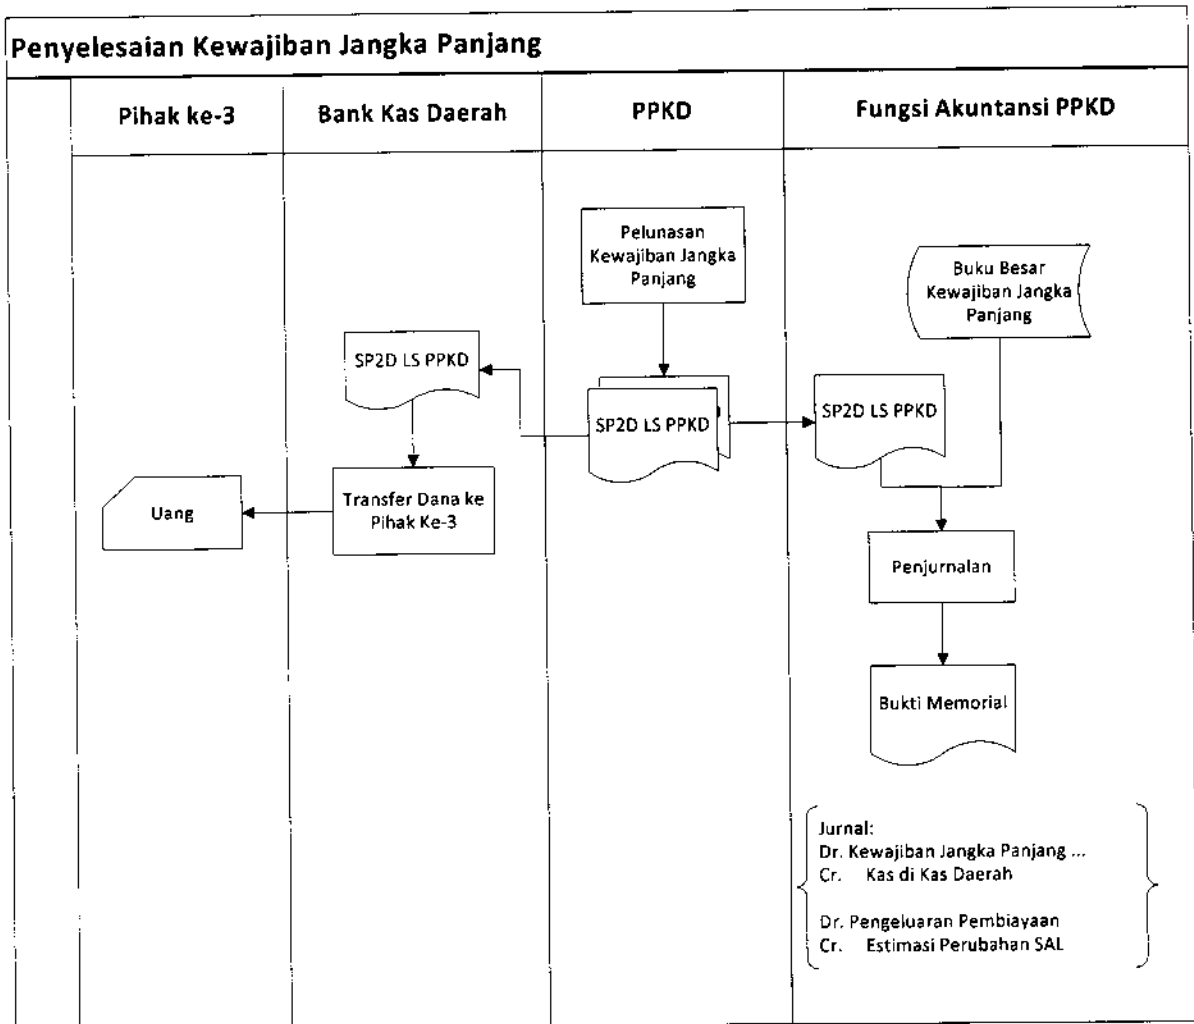 Penyelesaian Kewajiban Jangka Panjang
Pihak ke-3
Bank Kas Daerah
PPKD
Fungsi Akuntansi PPKD
Pelunasan
Kewajiban Jangka
Panjang
Buku Besar
Kewajiban Jangka
Panjang
SP2D LS PPKD
SP2D LS PPKD
SP2D LS PPKD
Uang
Transfer Dana ke
Pihak Ke-3
Penjurnalan
Bukti Memorial
Jurnal:
Dr. Kewajiban Jangka Panjang ...
Cr. Kas di Kas Daerah
Dr. Pengeluaran Pembiayaan
Cr. Estimasi Perubahan SAL